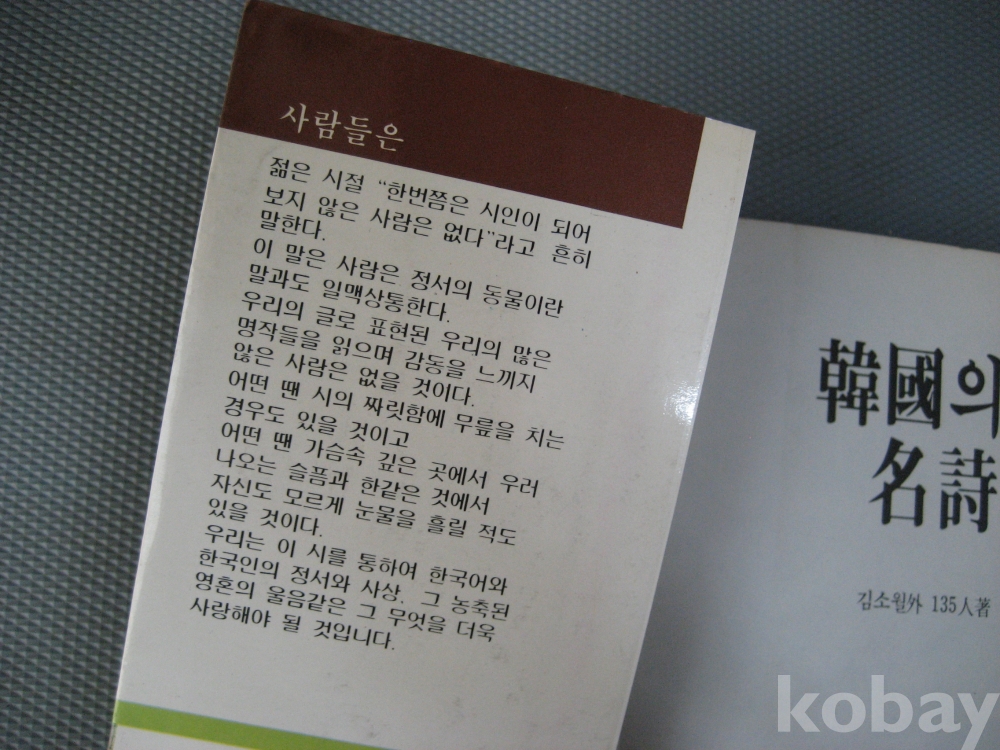 사람들은
젊은 시절 "한번쯤은 시인이 되어
보지 않은 사람은 없다"라고 흔히
말한다.
이 말은 사람은 정서의 동물이란
말과도 일맥상통한다.
우리의 글로 표현된 우리의 많은
명작들을 읽으며 감동을 느끼지
않은 사람은 없을 것이다.
어떤 땐 시의 짜릿함에 무릎을 치는
경우도 있을 것이고
어떤 땐 가슴속 깊은 곳에서 우러
나오는 슬픔과 한같은 것에서
자신도 모르게 눈물을 흘릴 적도
있을 것이다.
우리는 이 시를 통하여 한국어와
한국인의 정서와 사상, 그 농축된
영혼의 울음같은 그 무엇을 더욱
사랑해야 될 것입니다.
韓國의
名詩
김소월外 135人著
kobay